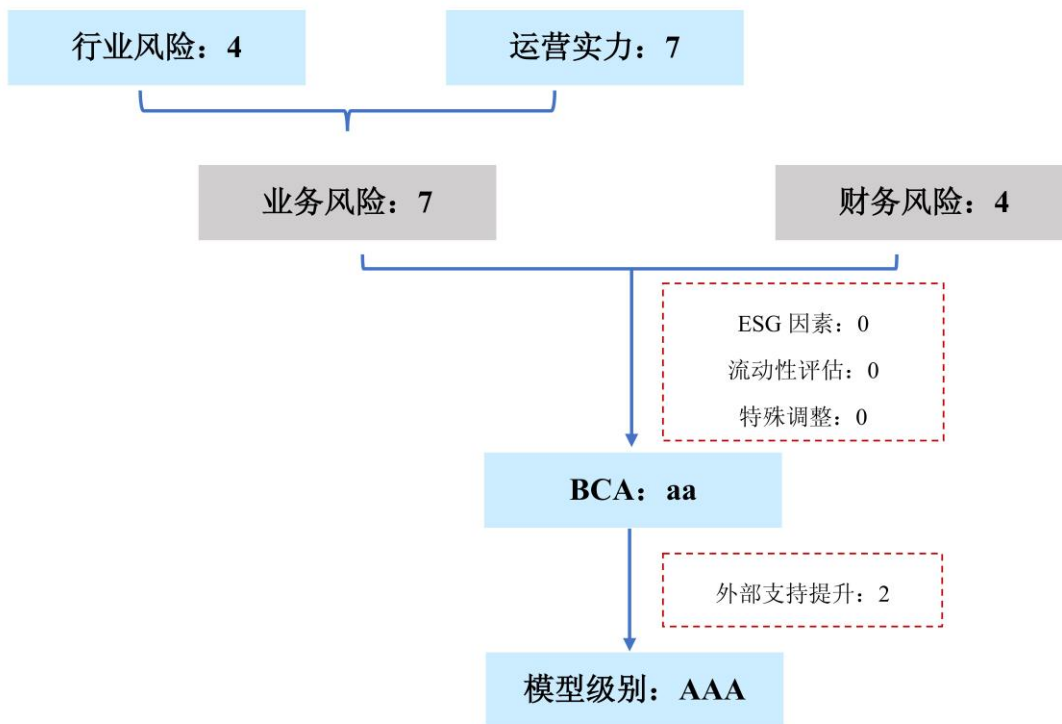 行业风险：4
运营实力：7
业务风险：7
财务风险：4
ESG 因素：0
流动性评估：0
特殊调整：0
BCA：aa
外部支持提升：2
模型级别：AAA